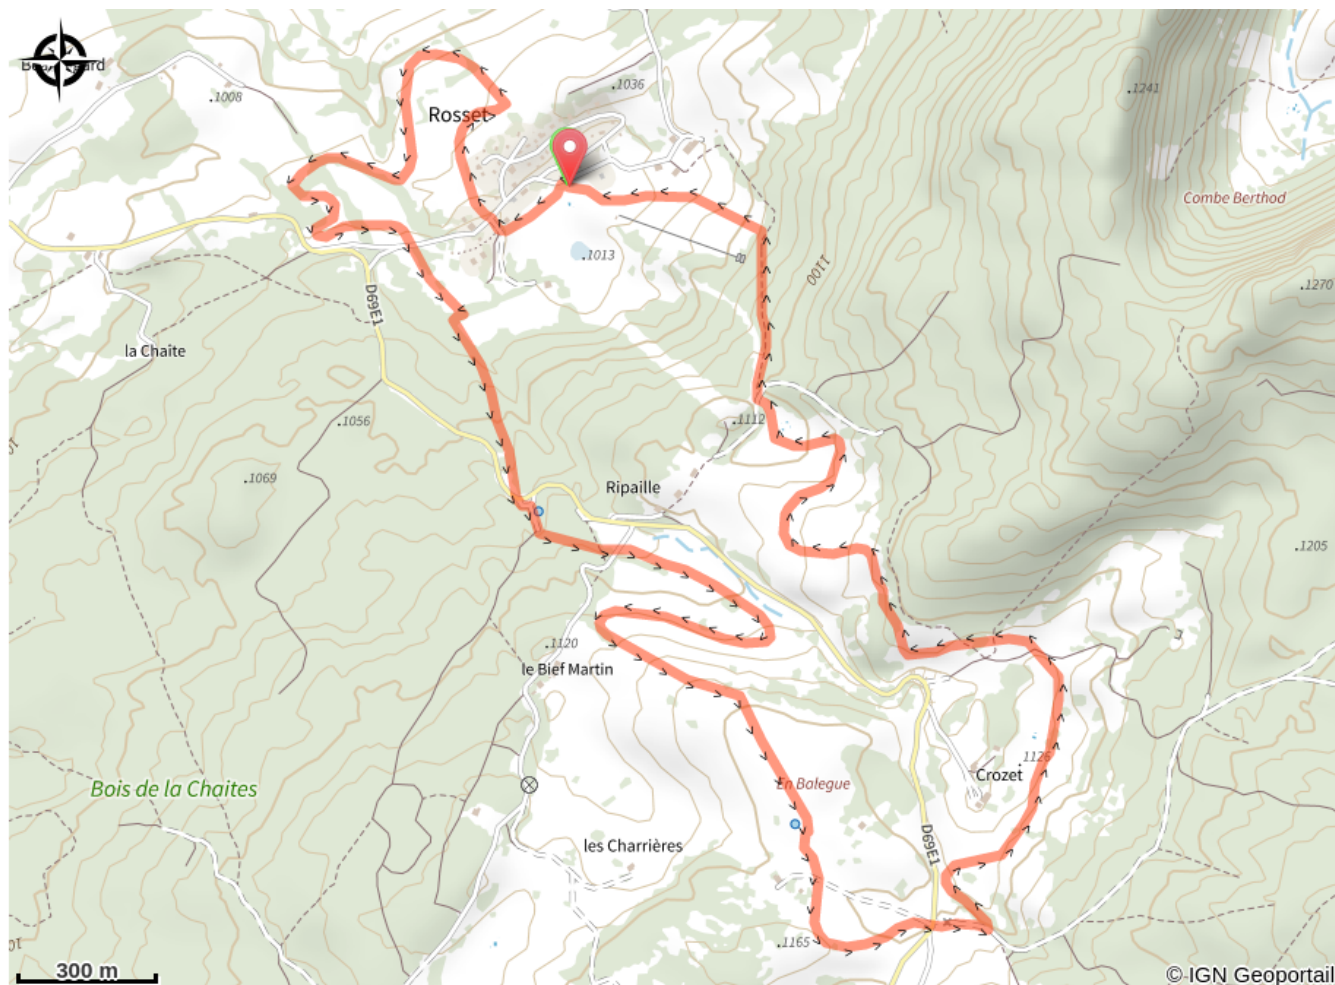 .1008
.1036
.1241
Rosset
Combe Berthod
.1013
1100
.1270
D69E1
la Chaîte
.1056
.1112
.1069
Ripaille
.1205
.1120
le Bief Martin
.1126
Crozet
En Balegue
Bois de la Chaites
D69E1
les Charrières
.1165
300 m
© IGN Geoportail